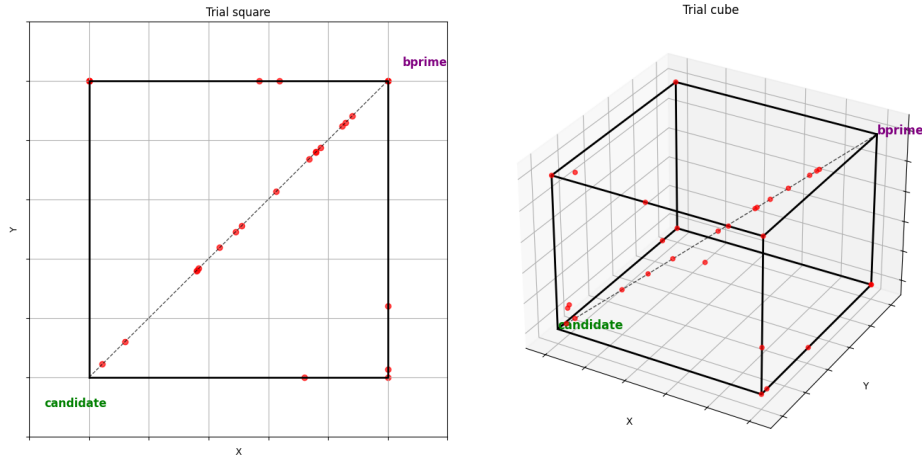 Trial square
bprime
Y
candidate
X
Trial cube
bprime
candidate
X
Y